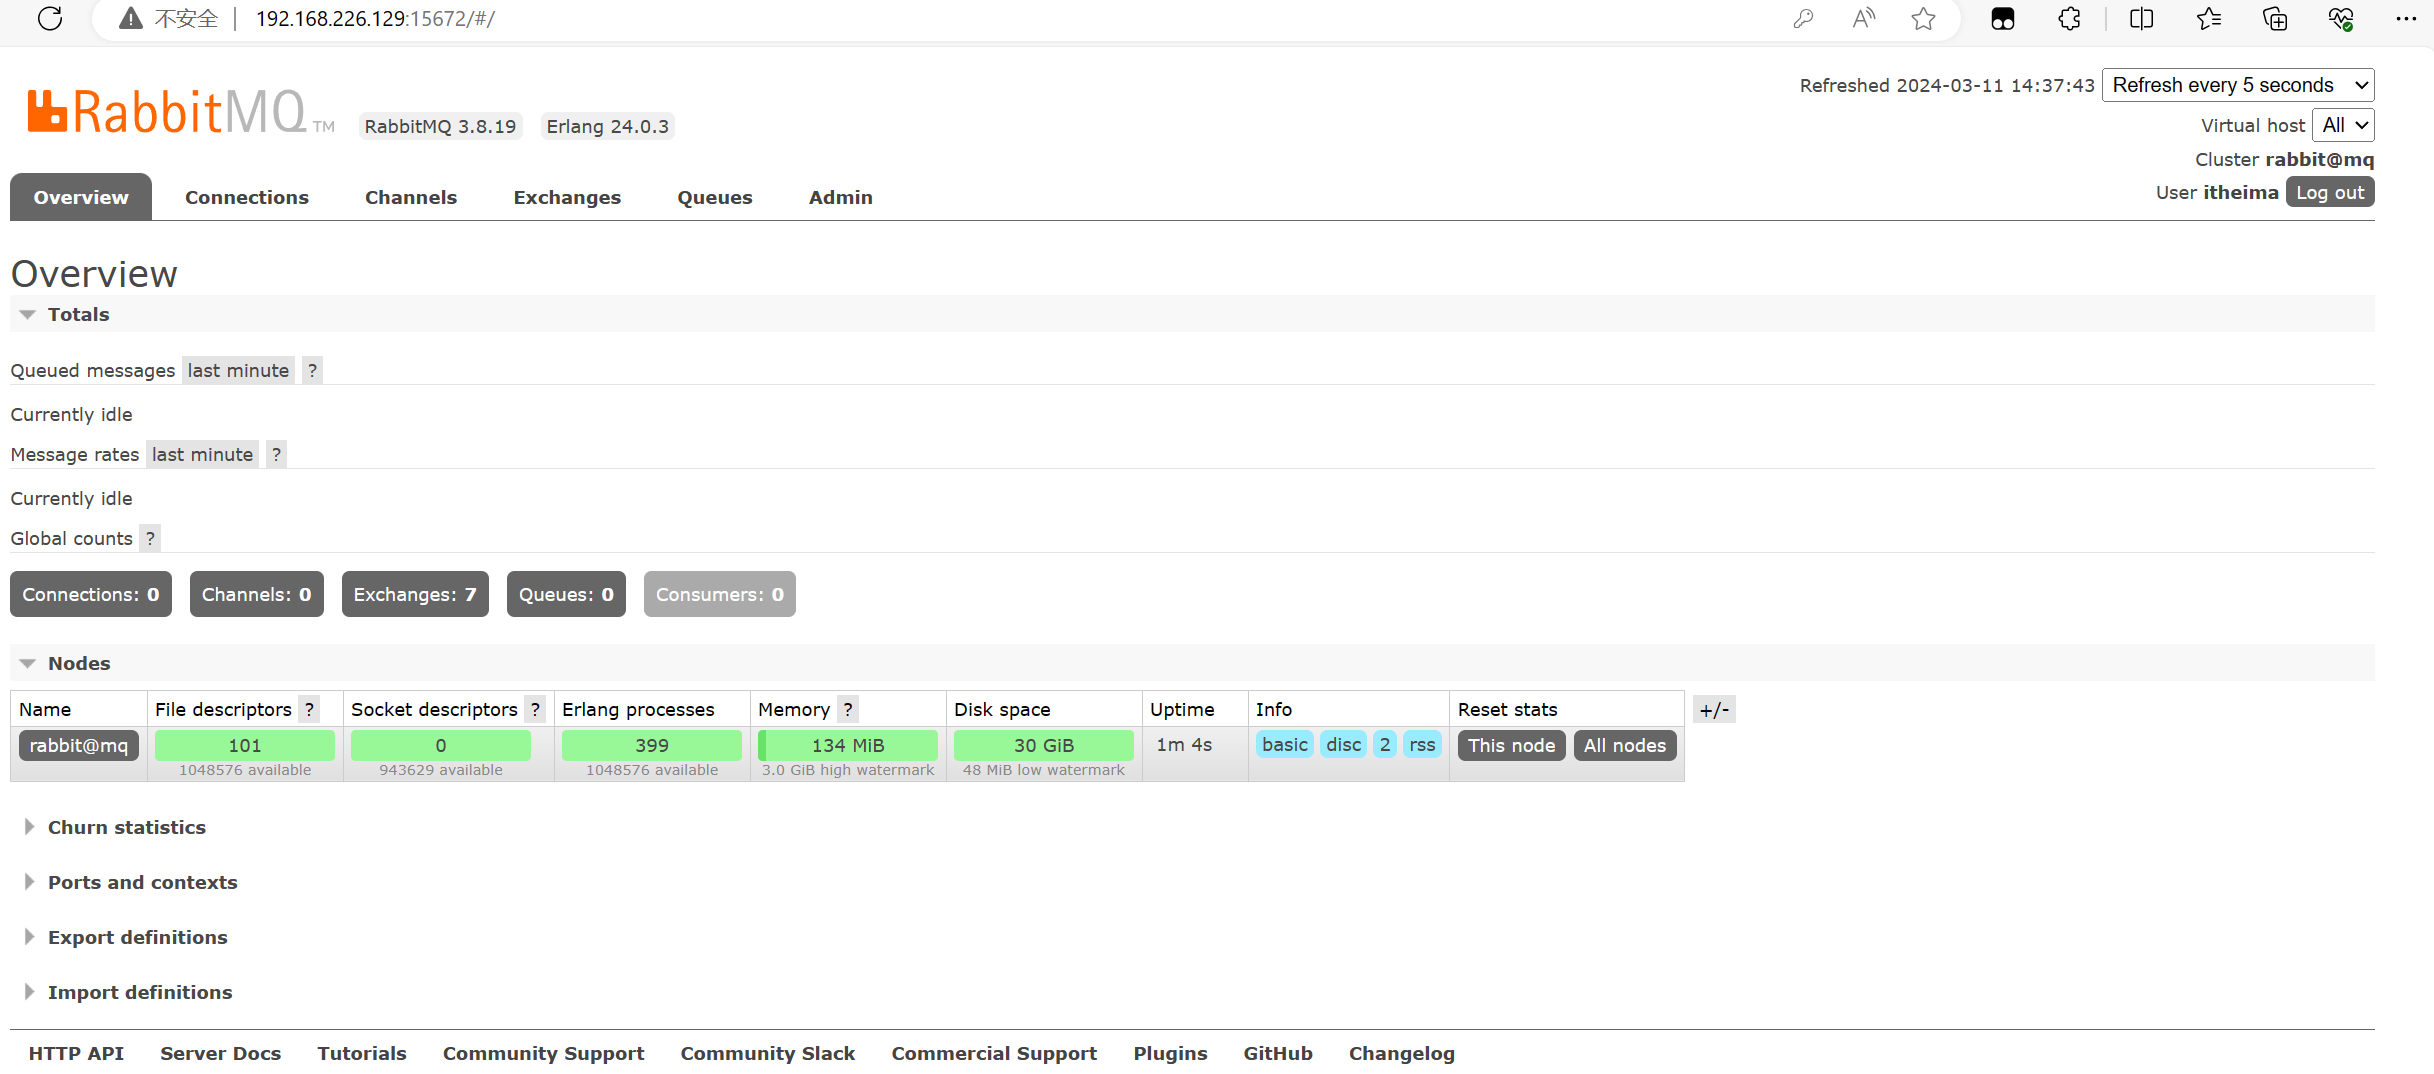 不安全 192.168.226.129:15672/#/
Refreshed 2024-03-11 14:37:43 Refresh every 5 seconds
RabbitMQ TM RabbitMQ 3.8.19 Erlang 24.0.3
Virtual host All
Cluster rabbit@mq
User itheima Log out
Overview Connections Channels Exchanges Queues Admin
Overview
Totals
Queued messages last minute ?
Currently idle
Message rates last minute ?
Currently idle
Global counts ?
Connections: 0 Channels: 0 Exchanges: 7 Queues: 0 Consumers: 0
Nodes
Name File descriptors ? Socket descriptors ? Erlang processes Memory ? Disk space Uptime Info Reset stats +/-
rabbit@mq 101 0 399 134 MiB 30 GiB 1m 4s basic disc 2 rss This node All nodes
1048576 available 943629 available 1048576 available 3.0 GiB high watermark 48 MiB low watermark
Churn statistics
Ports and contexts
Export definitions
Import definitions
HTTP API Server Docs Tutorials Community Support Community Slack Commercial Support Plugins GitHub Changelog